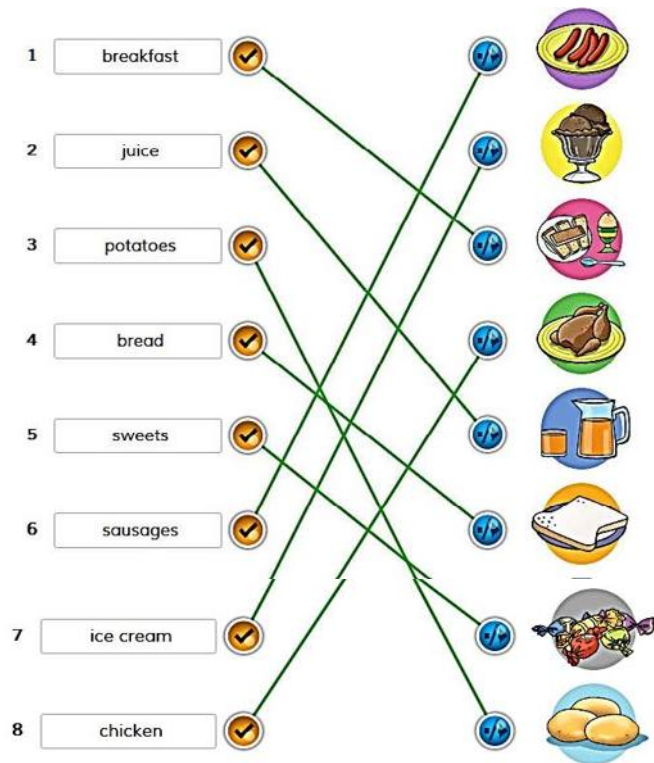 1 breakfast
2 juice
3 potatoes
4 bread
5 sweets
6 sausages
7 ice cream
8 chicken